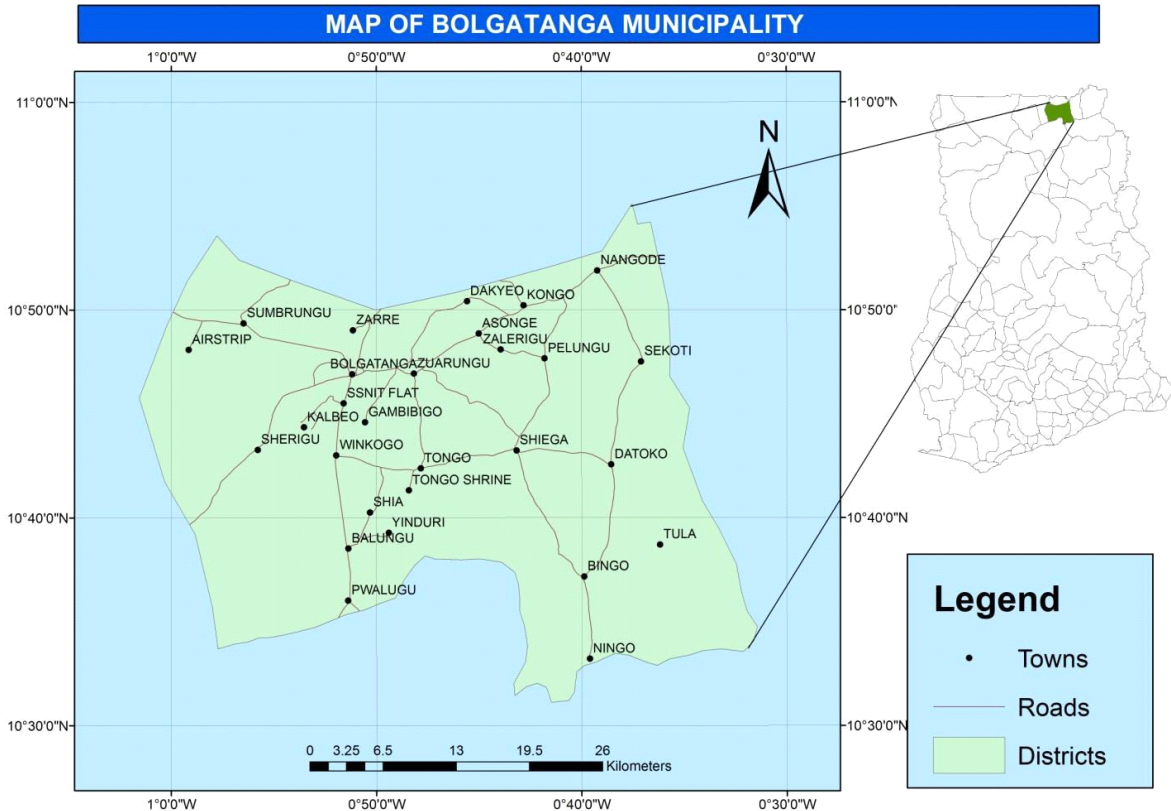 MAP OF BOLGATANGA MUNICIPALITY
1°0'0"W 0°50'0"W 0°40'0"W 0°30'0"W
11°0'0"N 11°0'0"N
N
NANGODE
DAKYEO KONGO
10°50'0"N 10°50'0"
SUMBRUNGU ZARRE ASONGE
AIRSTRIP ZALERIGU PELUNGU SEKOTI
BOLGATANGA ZUARUNGU
SSNIT FLAT
KALBEO GAMBIBIGO
SHERIGU WINKOGO SHIEGA
TONGO DATOKO
TONGO SHRINE
SHIA
10°40'0"N 10°40'0"N
YINDURI
BALUNGU TULA
BINGO
PWALUGU
NINGO
10°30'0"N 10°30'0"N
0 3.25 6.5 13 19.5 26
Kilometers
1°0'0"W 0°50'0"W 0°40'0"W 0°30'0"W
Legend
Towns
Roads
Districts